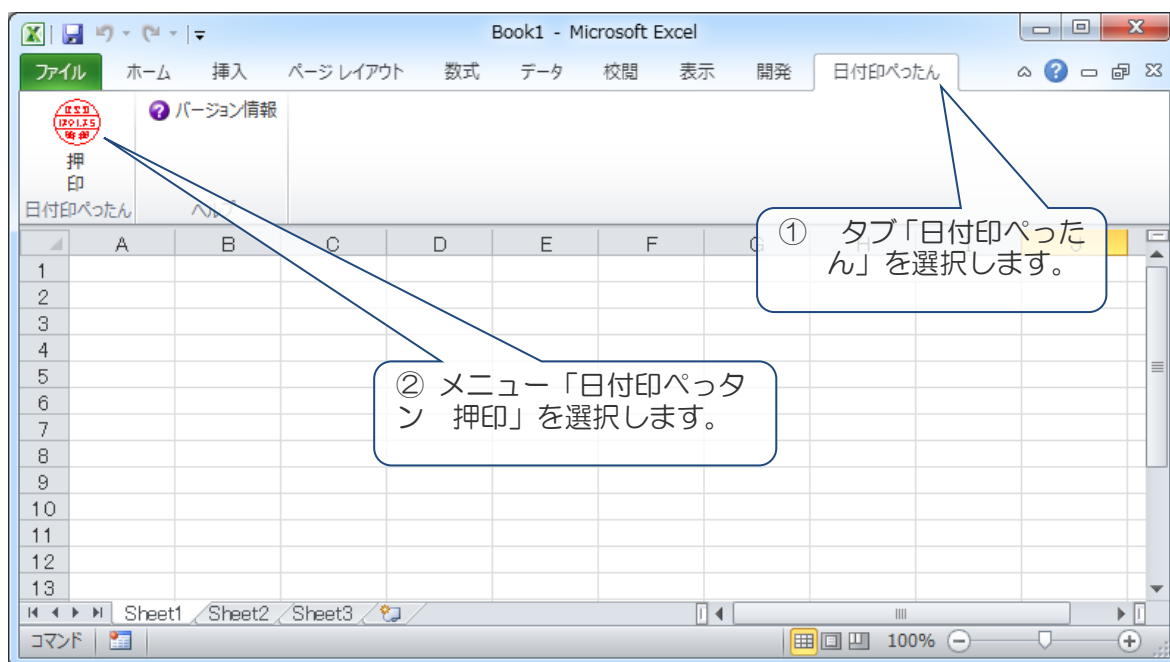 Book1 - Microsoft Excel
ファイル ホーム 挿入 ページ レイアウト 数式 データ 校閲 表示 開発 日付印ぺったん
バージョン情報
押
印
日付印ぺったん
① タブ「日付印ぺった
ん」を選択します。
A B C D E F G
1
2
3
4
② メニュー「日付印ぺっタ
ン 押印」を選択します。
5
6
7
8
9
10
11
12
13
Sheet1 Sheet2 Sheet3
コマンド 100%